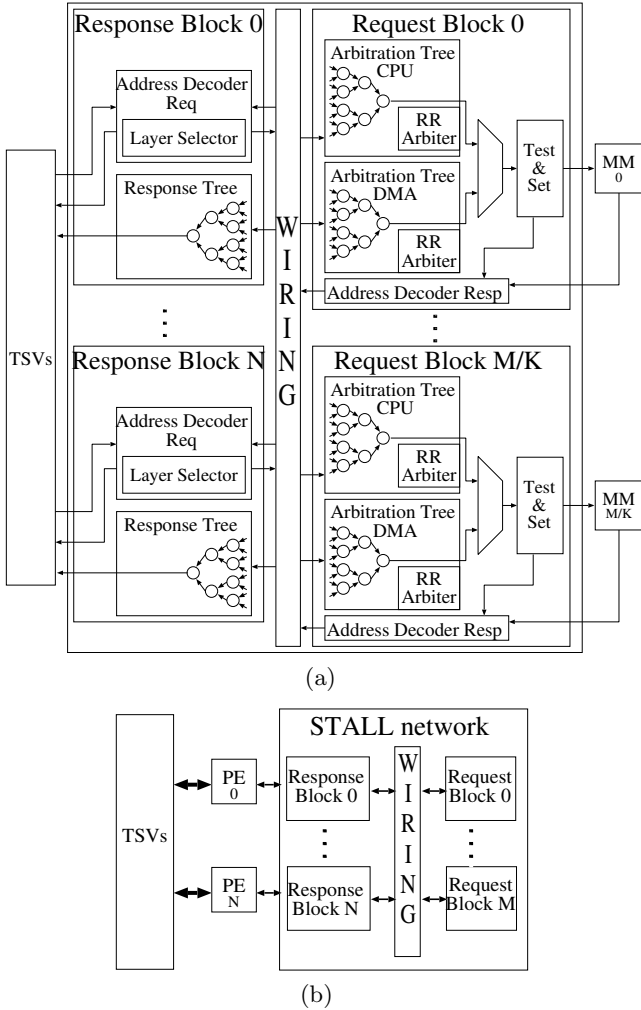 Response Block 0
Request Block 0
Address Decoder
Req
Layer Selector
Response Tree
Arbitration Tree
CPU
RR
Arbiter
Arbitration Tree
DMA
RR
Arbiter
Test
&
Set
MM
0
Address Decoder Resp
WIRING
TSVs
Response Block N
Request Block M/K
Address Decoder
Req
Layer Selector
Response Tree
Arbitration Tree
CPU
RR
Arbiter
Arbitration Tree
DMA
RR
Arbiter
Test
&
Set
MM
M/K
Address Decoder Resp
(a)
STALL network
TSVs
PE
0
Response
Block 0
WIRING
Request
Block 0
PE
N
Response
Block N
Request
Block M
(b)